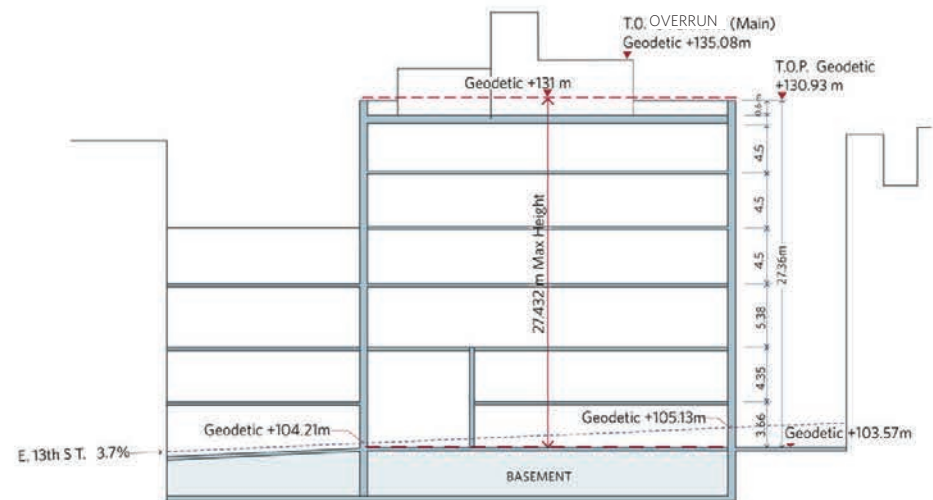 T.O. OVERRUN (Main)
Geodetic +135.08m
T.O.P. Geodetic
+130.93 m
Geodetic +131 m
4.5
4.5
4.5
5.38
4.35
3.66
27.36m
27.432 m Max Height
Geodetic +105.13m
Geodetic +104.21m
Geodetic +103.57m
E. 13th S T. 3.7%
BASEMENT